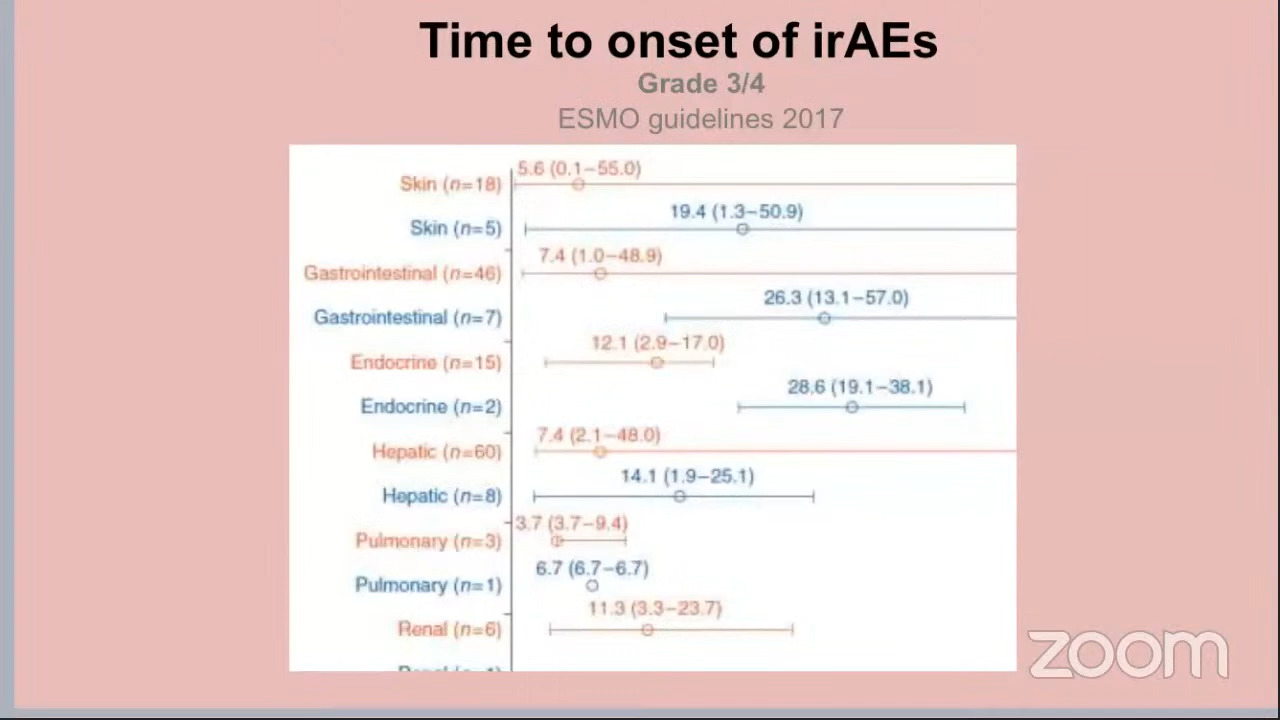 Time to onset of irAEs
Grade 3/4
ESMO guidelines 2017
Skin (n=18) 5.6 (0.1–55.0)
Skin (n=5) 19.4 (1.3–50.9)
Gastrointestinal (n=46) 7.4 (1.0–48.9)
Gastrointestinal (n=7) 26.3 (13.1–57.0)
Endocrine (n=15) 12.1 (2.9–17.0)
Endocrine (n=2) 28.6 (19.1–38.1)
Hepatic (n=60) 7.4 (2.1–48.0)
Hepatic (n=8) 14.1 (1.9–25.1)
Pulmonary (n=3) 3.7 (3.7–9.4)
Pulmonary (n=1) 6.7 (6.7–6.7)
Renal (n=6) 11.3 (3.3–23.7)
zoom